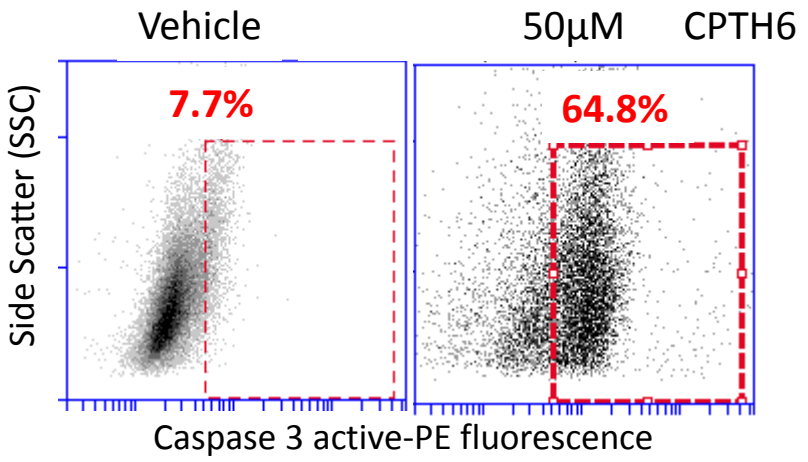 Vehicle
50µM CPTH6
7.7%
64.8%
Side Scatter (SSC)
Caspase 3 active-PE fluorescence